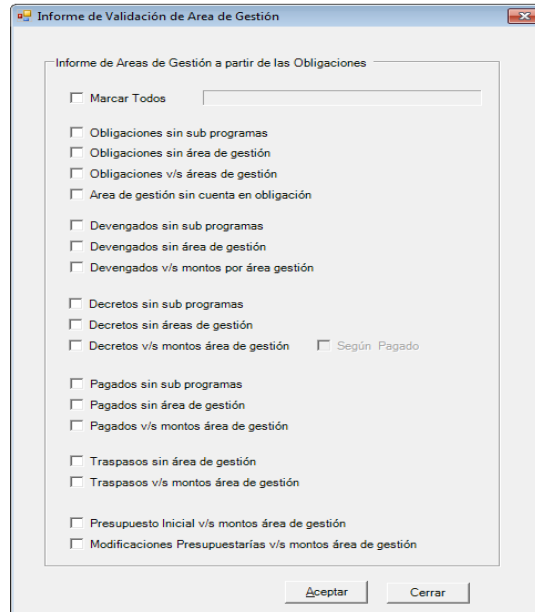 Informe de Validación de Area de Gestión
Informe de Areas de Gestión a partir de las Obligaciones
Marcar Todos
Obligaciones sin sub programas
Obligaciones sin área de gestión
Obligaciones v/s áreas de gestión
Area de gestión sin cuenta en obligación
Devengados sin sub programas
Devengados sin área de gestión
Devengados v/s montos por área gestión
Decretos sin sub programas
Decretos sin áreas de gestión
Decretos v/s montos área de gestión Según Pagado
Pagados sin sub programas
Pagados sin área de gestión
Pagados v/s montos área de gestión
Traspasos sin área de gestión
Traspasos v/s montos área de gestión
Presupuesto Inicial v/s montos área de gestión
Modificaciones Presupuestarías v/s montos área de gestión
Aceptar Cerrar